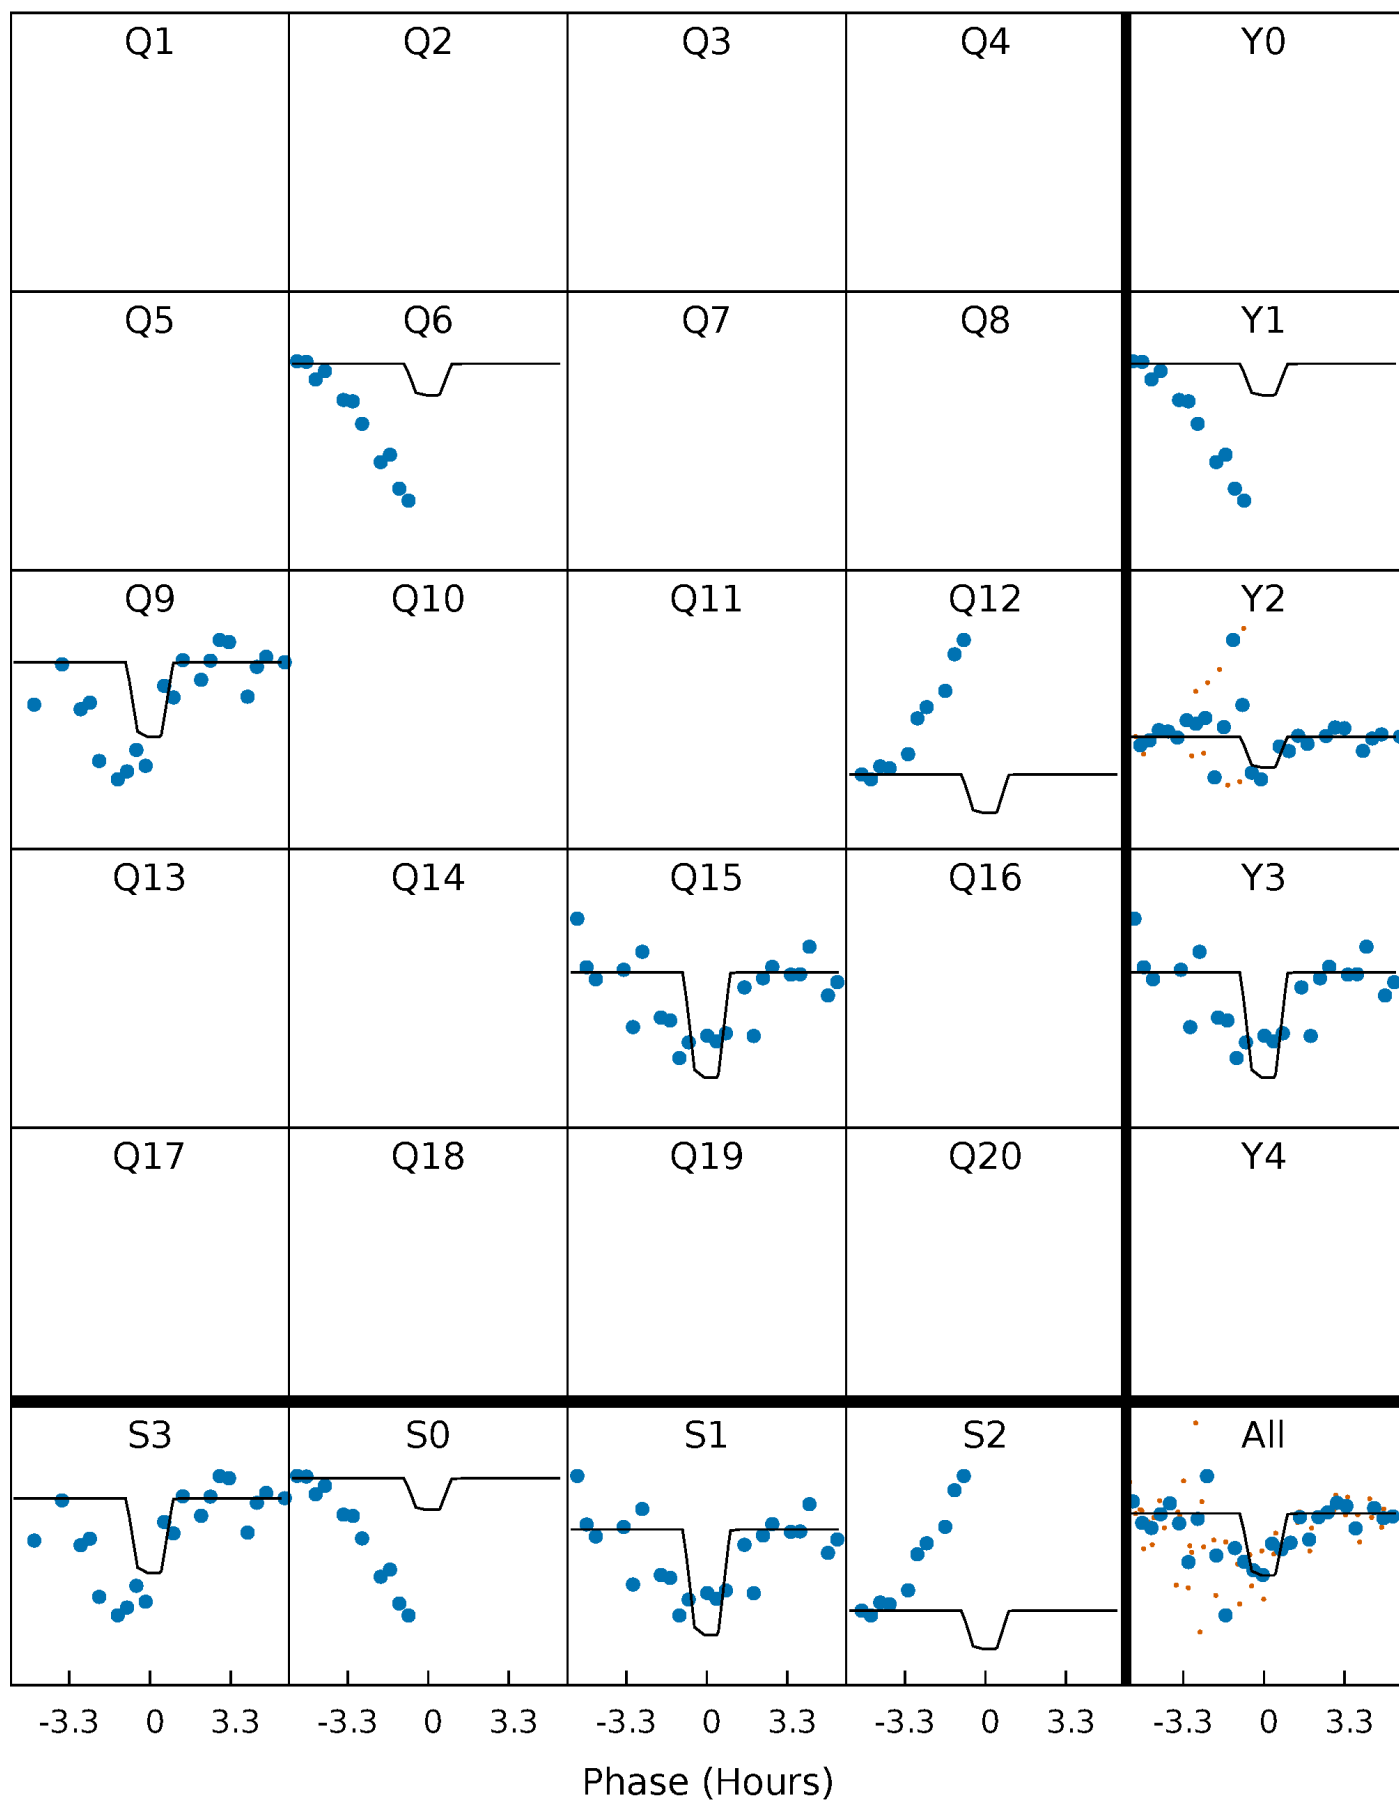 Q1 Q2 Q3 Q4 Y0
Q5 Q6 Q7 Q8 Y1
Q9 Q10 Q11 Q12 Y2
Q13 Q14 Q15 Q16 Y3
Q17 Q18 Q19 Q20 Y4
S3 S0 S1 S2 All
-3.3 0 3.3 -3.3 0 3.3 -3.3 0 3.3 -3.3 0 3.3 -3.3 0 3.3
Phase (Hours)